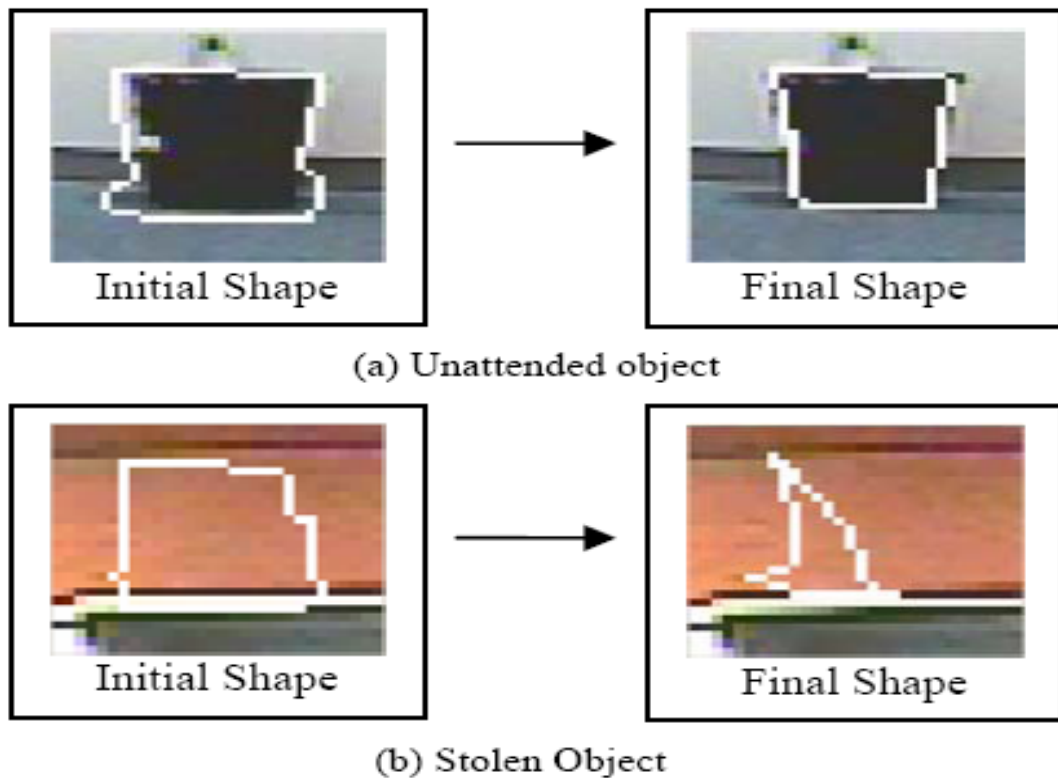 Initial Shape
Final Shape
(a) Unattended object
Initial Shape
Final Shape
(b) Stolen Object